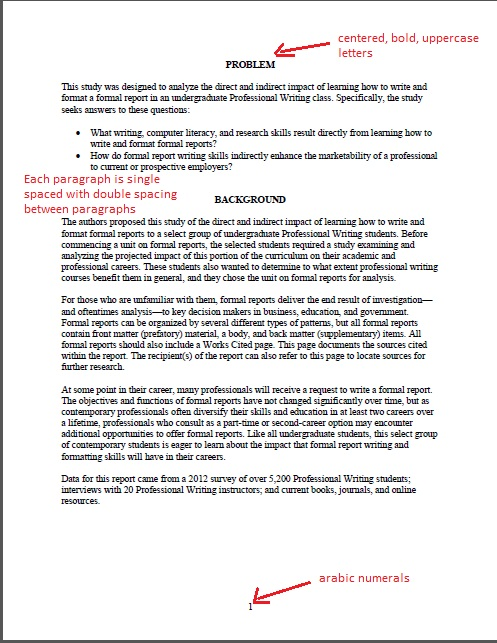 centered, bold, uppercase
letters
PROBLEM
This study was designed to analyze the direct and indirect impact of learning how to write and
format a formal report in an undergraduate Professional Writing class. Specifically, the study
seeks answers to these questions:
• What writing, computer literacy, and research skills result directly from learning how to
write and format formal reports?
• How do formal report writing skills indirectly enhance the marketability of a professional
to current or prospective employers?
Each paragraph is single
spaced with double spacing
between paragraphs
BACKGROUND
The authors proposed this study of the direct and indirect impact of learning how to write and
format formal reports to a select group of undergraduate Professional Writing students. Before
commencing a unit on formal reports, the selected students required a study examining and
analyzing the projected impact of this portion of the curriculum on their academic and
professional careers. These students also wanted to determine to what extent professional writing
courses benefit them in general, and they chose the unit on formal reports for analysis.
For those who are unfamiliar with them, formal reports deliver the end result of investigation—
and oftentimes analysis—to key decision makers in business, education, and government.
Formal reports can be organized by several different types of patterns, but all formal reports
contain front matter (prefatory) material, a body, and back matter (supplementary) items. All
formal reports should also include a Works Cited page. This page documents the sources cited
within the report. The recipient(s) of the report can also refer to this page to locate sources for
further research.
At some point in their career, many professionals will receive a request to write a formal report.
The objectives and functions of formal reports have not changed significantly over time, but as
contemporary professionals often diversify their skills and education in at least two careers over
a lifetime, professionals who consult as a part-time or second-career option may encounter
additional opportunities to offer formal reports. Like all undergraduate students, this select group
of contemporary students is eager to learn about the impact that formal report writing and
formatting skills will have in their careers.
Data for this report came from a 2012 survey of over 5,200 Professional Writing students;
interviews with 20 Professional Writing instructors; and current books, journals, and online
resources.
arabic numerals
1